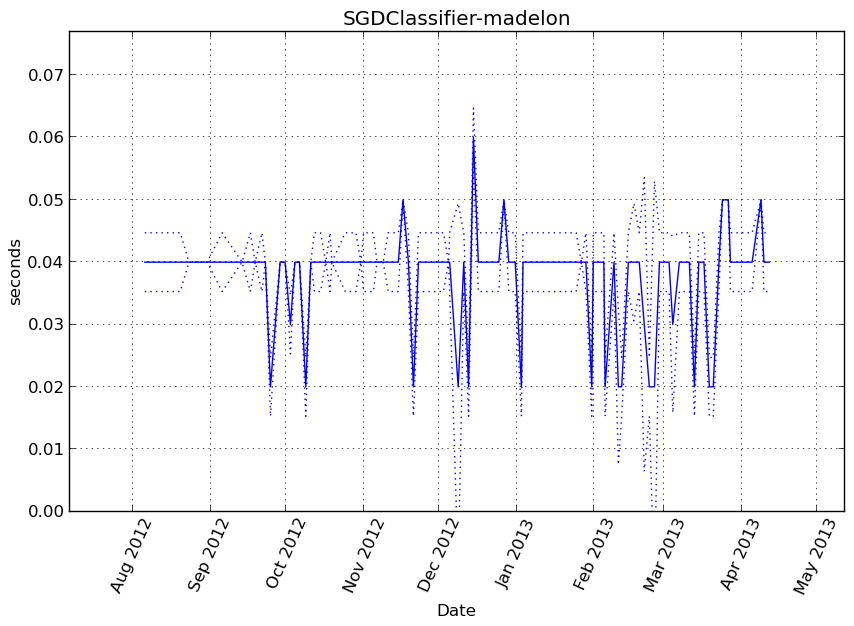 SGDClassifier-madelon
0.07
0.06
0.05
0.04
0.03
0.02
0.01
0.00
seconds
Aug 2012
Sep 2012
Oct 2012
Nov 2012
Dec 2012
Jan 2013
Feb 2013
Mar 2013
Apr 2013
May 2013
Date